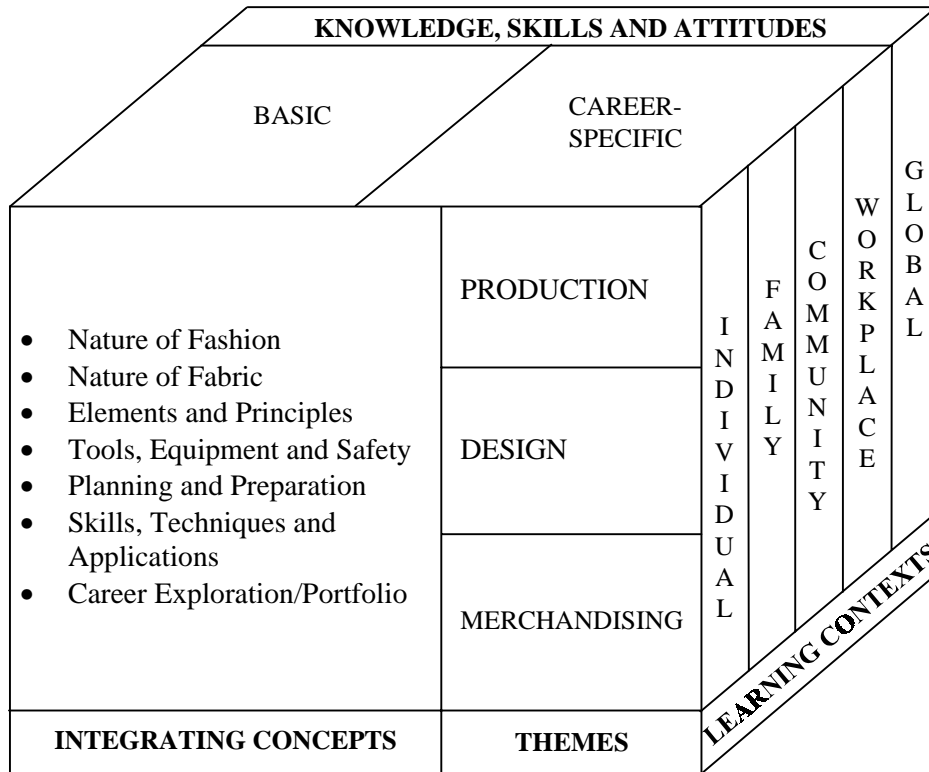 KNOWLEDGE, SKILLS AND ATTITUDES
BASIC
CAREER-
SPECIFIC
• Nature of Fashion
• Nature of Fabric
• Elements and Principles
• Tools, Equipment and Safety
• Planning and Preparation
• Skills, Techniques and
Applications
• Career Exploration/Portfolio
PRODUCTION
DESIGN
MERCHANDISING
INDIVIDUAL
FAMILY
COMMUNITY
WORKPLACE
GLOBAL
LEARNING CONTEXTS
INTEGRATING CONCEPTS
THEMES